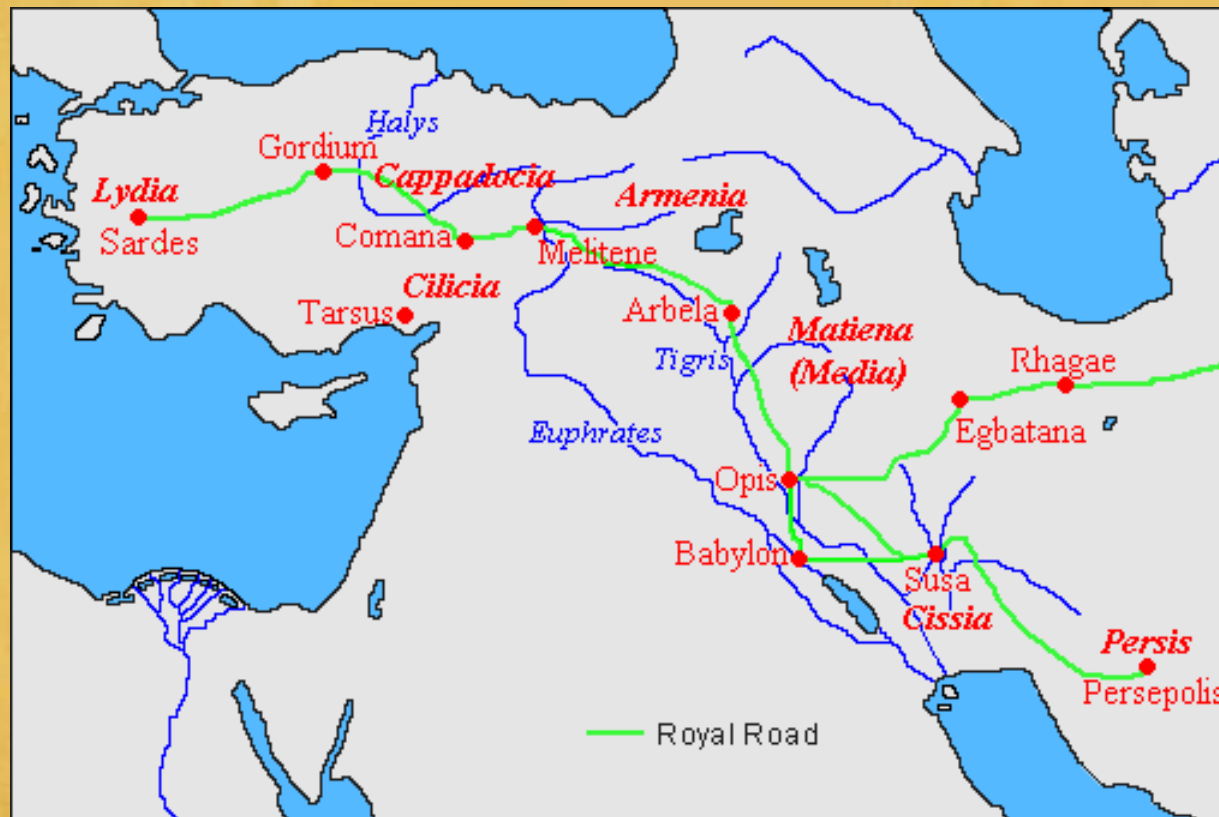 Halys
Gordium
Cappadocia
Lydia
Armenia
Sardes
Comana
Melitene
Cilicia
Tarsus
Arbela
Matiena
(Media)
Tigris
Rhagae
Egbatana
Euphrates
Opis
Babylon
Susa
Cissia
Persis
Persepolis
Royal Road